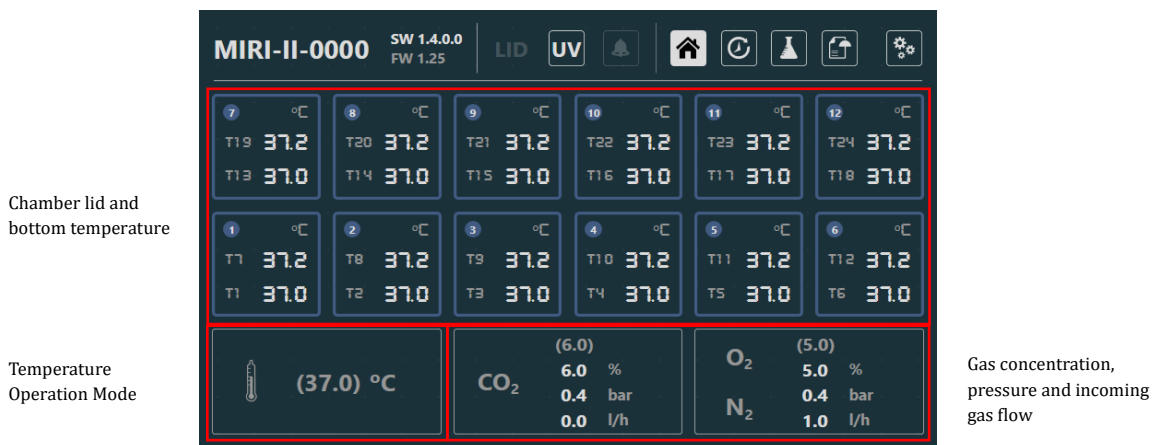 MIRI-II-0000 SW 1.4.0.0 LID UV
FW 1.25
7 °C 8 °C 9 °C 10 °C 11 °C 12 °C
T19 37.2 T20 37.2 T21 37.2 T22 37.2 T23 37.2 T24 37.2
T13 37.0 T14 37.0 T15 37.0 T16 37.0 T17 37.0 T18 37.0
Chamber lid and
bottom temperature
1 °C 2 °C 3 °C 4 °C 5 °C 6 °C
T7 37.2 T8 37.2 T9 37.2 T10 37.2 T11 37.2 T12 37.2
T1 37.0 T2 37.0 T3 37.0 T4 37.0 T5 37.0 T6 37.0
Temperature
Operation Mode
(37.0) °C
(6.0)
CO₂ 6.0 %
0.4 bar
0.0 l/h
(5.0)
O₂ 5.0 %
N₂ 0.4 bar
1.0 l/h
Gas concentration,
pressure and incoming
gas flow